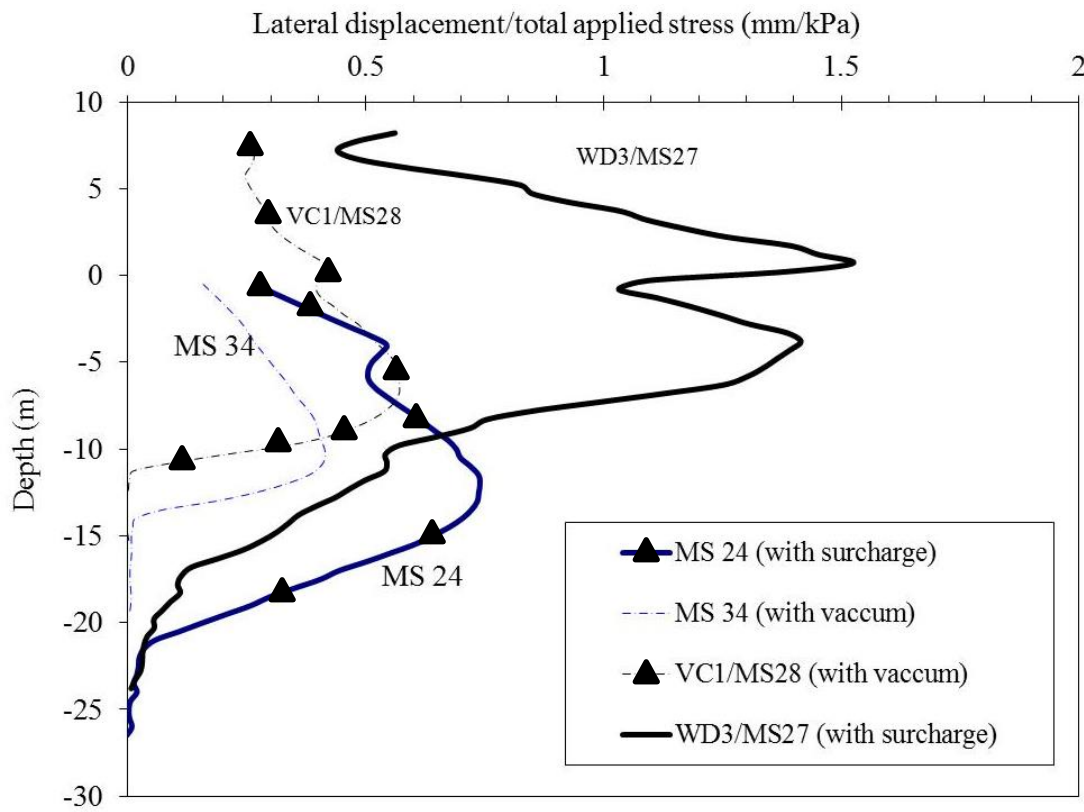 Lateral displacement/total applied stress (mm/kPa)
0 0.5 1 1.5 2
10
WD3/MS27
5
VC1/MS28
0
MS 34
-5
Depth (m)
-10
-15
MS 24 (with surcharge)
MS 24
MS 34 (with vaccum)
-20
VC1/MS28 (with vaccum)
-25
WD3/MS27 (with surcharge)
-30